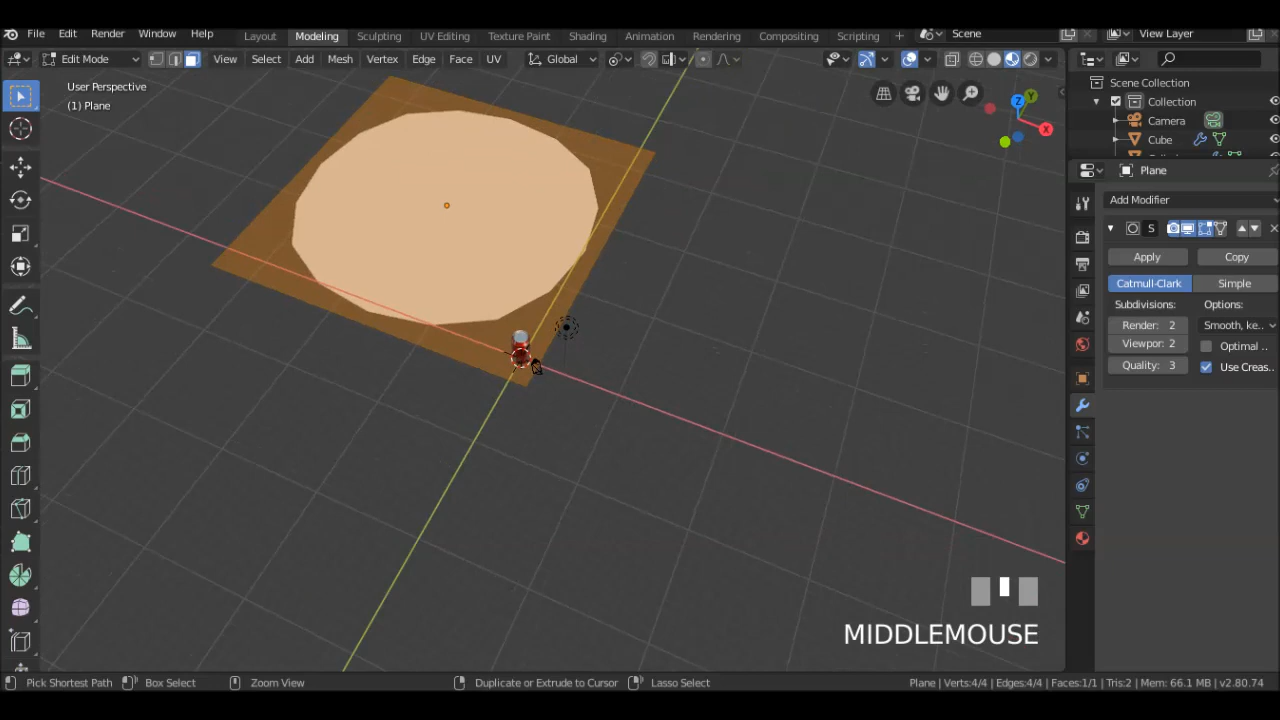 File Edit Render Window Help Layout Modeling Sculpting UV Editing Texture Paint Shading Animation Rendering Compositing Scripting + Scene View Layer
Edit Mode View Select Add Mesh Vertex Edge Face UV Global
User Perspective
(1) Plane
Z Y X
Scene Collection
Collection
Camera
Cube
Plane
Add Modifier
S
Apply Copy
Catmull-Clark Simple
Subdivisions: Options:
Render: 2 Smooth, ke..
Viewpor: 2 Optimal ..
Quality: 3 Use Creas..
MIDDLEMOUSE
Pick Shortest Path Box Select Zoom View Duplicate or Extrude to Cursor Lasso Select Plane | Verts:4/4 | Edges:4/4 | Faces:1/1 | Tris:2 | Mem: 66.1 MB | v2.80.74